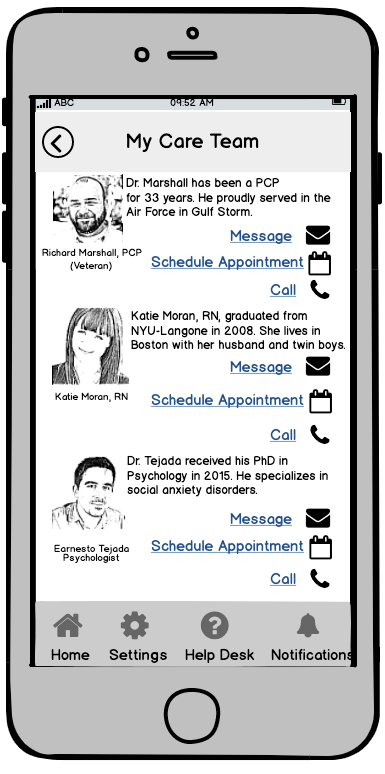 ABC 09:52 AM
My Care Team
Dr. Marshall has been a PCP
for 33 years. He proudly served in the
Air Force in Gulf Storm.
Message
Richard Marshall, PCP
(Veteran)
Schedule Appointment
Call
Katie Moran, RN, graduated from
NYU-Langone in 2008. She lives in
Boston with her husband and twin boys.
Message
Katie Moran, RN
Schedule Appointment
Call
Dr. Tejada received his PhD in
Psychology in 2015. He specializes in
social anxiety disorders.
Message
Earnesto Tejada
Psychologist
Schedule Appointment
Call
Home Settings Help Desk Notifications